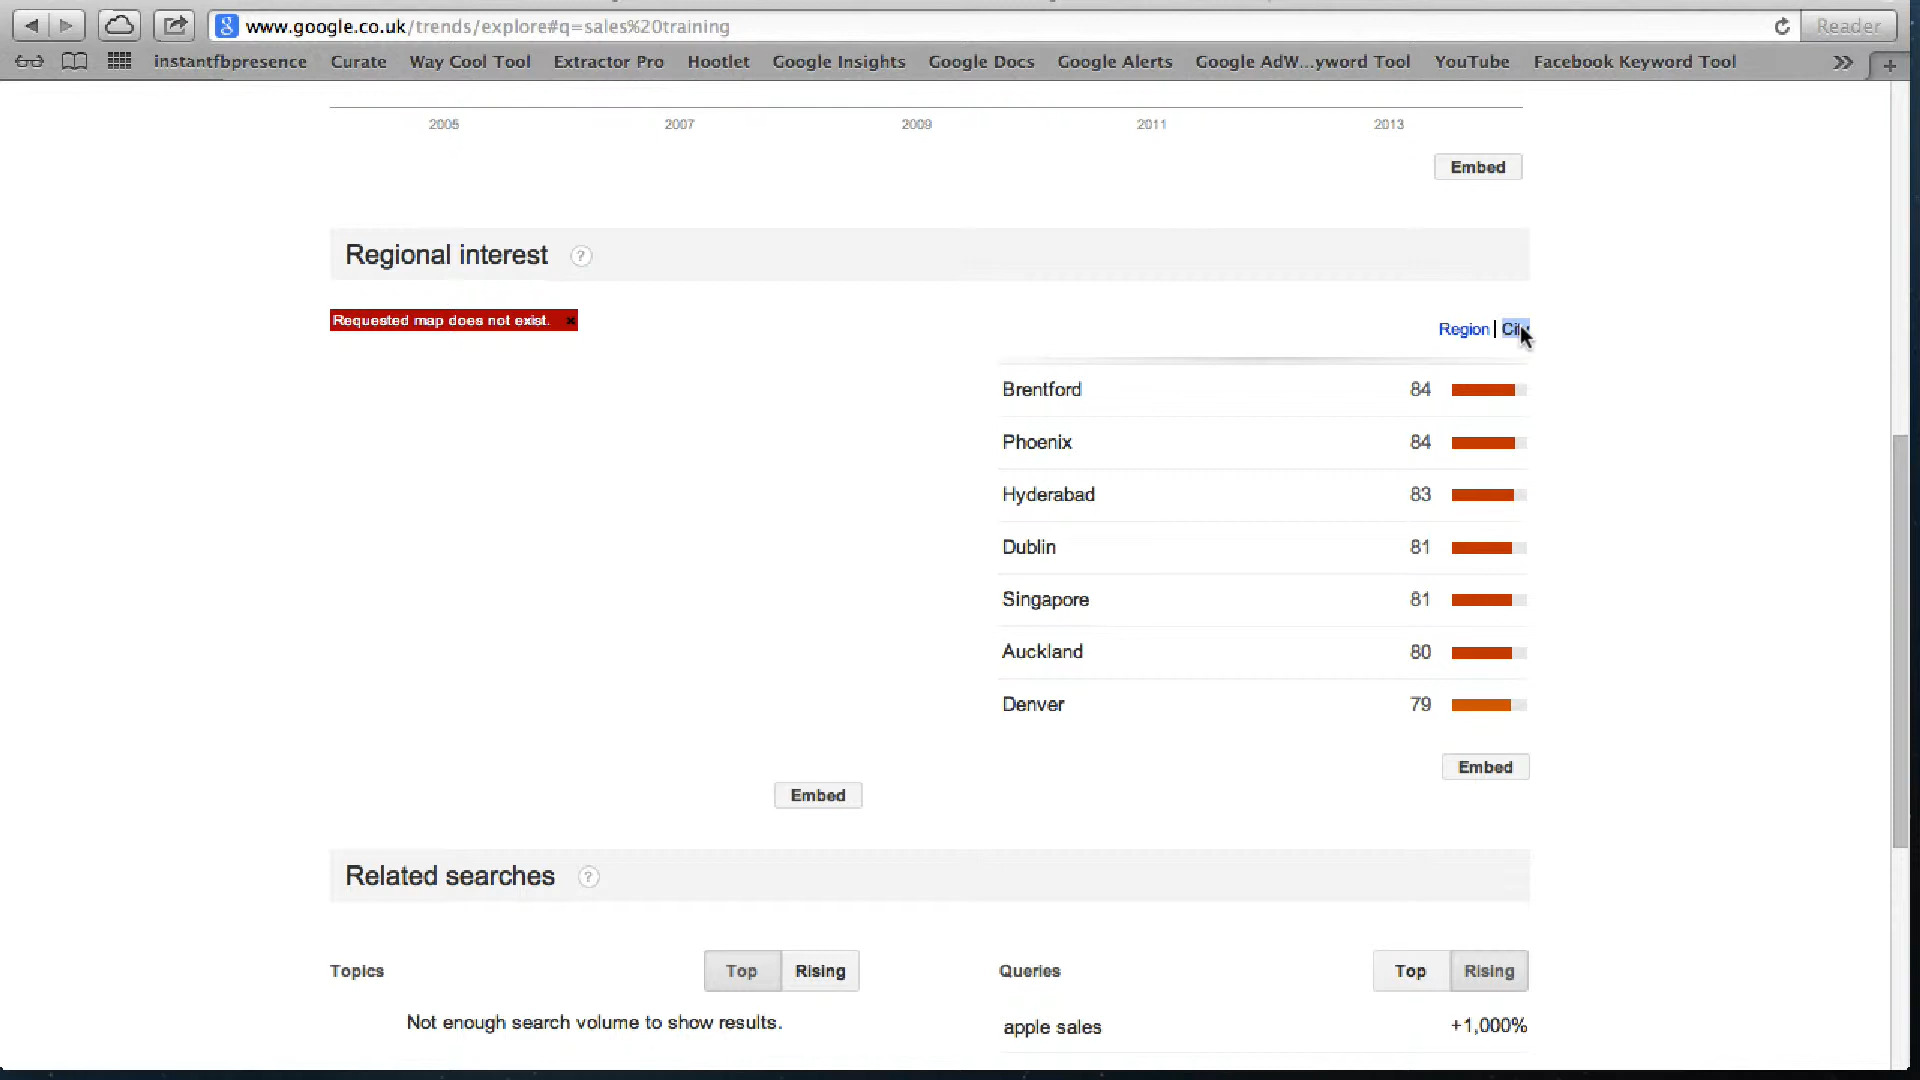 www.google.co.uk/trends/explore#q=sales%20training
Reader
instantfbpresence Curate Way Cool Tool Extractor Pro Hootlet Google Insights Google Docs Google Alerts Google AdW...yword Tool YouTube Facebook Keyword Tool
2005 2007 2009 2011 2013
Embed
Regional interest ?
Requested map does not exist. ×
Region | City
Brentford 84
Phoenix 84
Hyderabad 83
Dublin 81
Singapore 81
Auckland 80
Denver 79
Embed
Embed
Related searches ?
Topics Top Rising Queries Top Rising
Not enough search volume to show results.
apple sales +1,000%